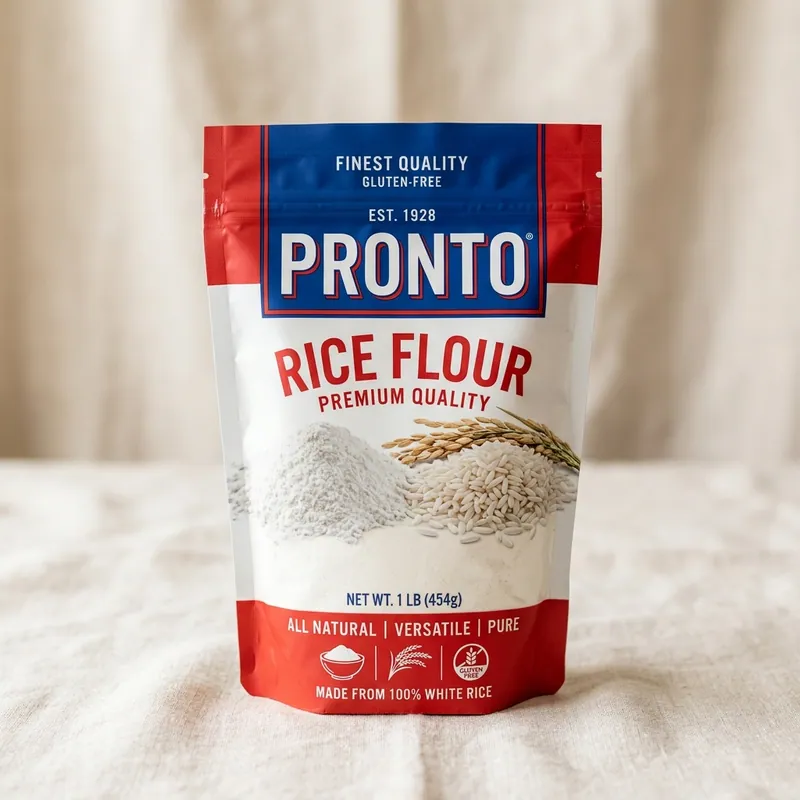 FINEST QUALITY
GLUTEN-FREE
EST. 1928
PRONTO®
RICE FLOUR
PREMIUM QUALITY
NET WT. 1 LB (454g)
ALL NATURAL | VERSATILE | PURE
GLUTEN
FREE
MADE FROM 100% WHITE RICE